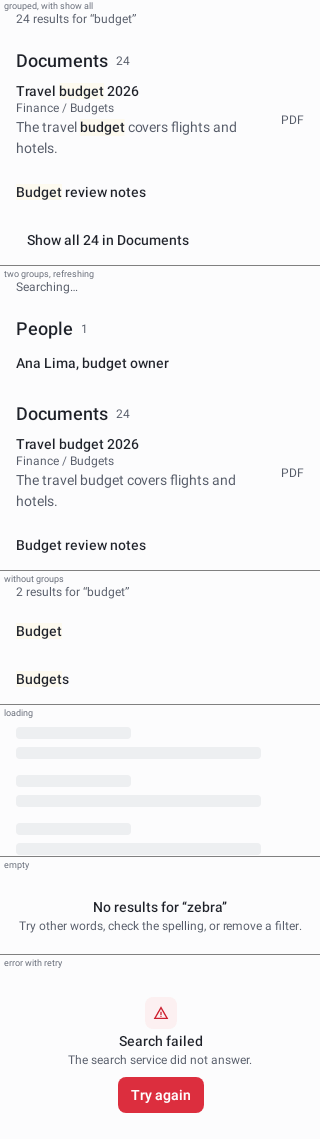 grouped, with show all
24 results for “budget”
Documents 24
Travel budget 2026
Finance / Budgets
The travel budget covers flights and
hotels.
PDF
Budget review notes
Show all 24 in Documents
two groups, refreshing
Searching…
People 1
Ana Lima, budget owner
Documents 24
Travel budget 2026
Finance / Budgets
The travel budget covers flights and
hotels.
PDF
Budget review notes
without groups
2 results for “budget”
Budget
Budgets
loading
empty
No results for “zebra”
Try other words, check the spelling, or remove a filter.
error with retry
Search failed
The search service did not answer.
Try again